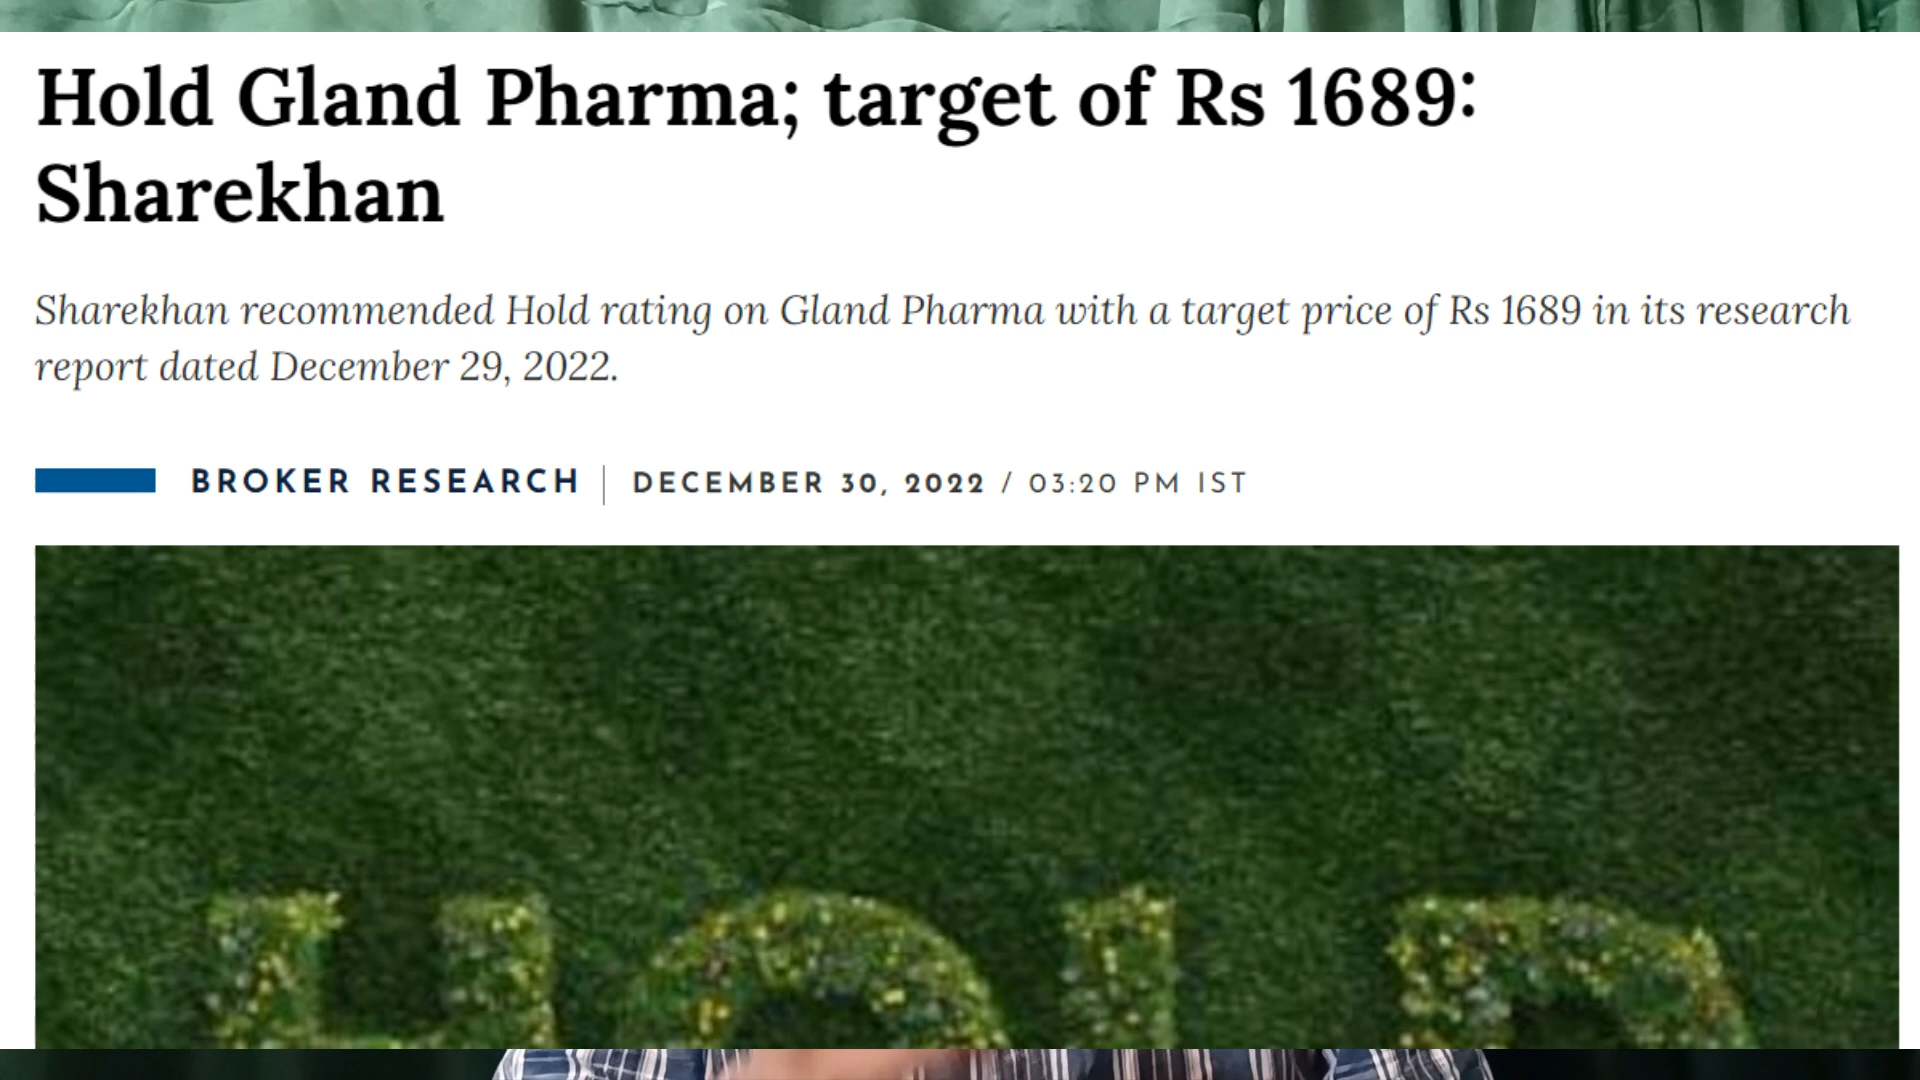 Hold Gland Pharma; target of Rs 1689:
Sharekhan
Sharekhan recommended Hold rating on Gland Pharma with a target price of Rs 1689 in its research
report dated December 29, 2022.
BROKER RESEARCH | DECEMBER 30, 2022 / 03:20 PM IST
HOLD